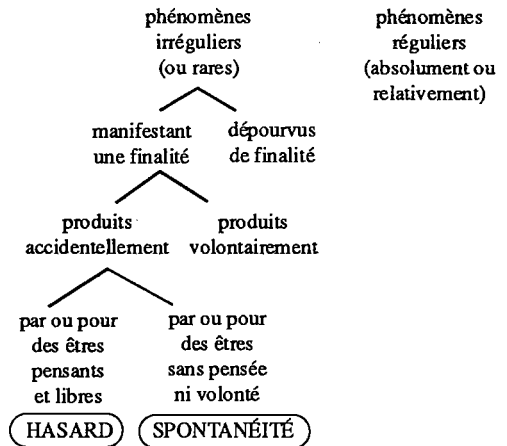 phénomènes
irréguliers
(ou rares)
phénomènes
réguliers
(absolument ou
relativement)
manifestant
une finalité
dépourvus
de finalité
produits
accidentellement
produits
volontairement
par ou pour
des êtres
pensants
et libres
par ou pour
des êtres
sans pensée
ni volonté
HASARD
SPONTANÉITÉ